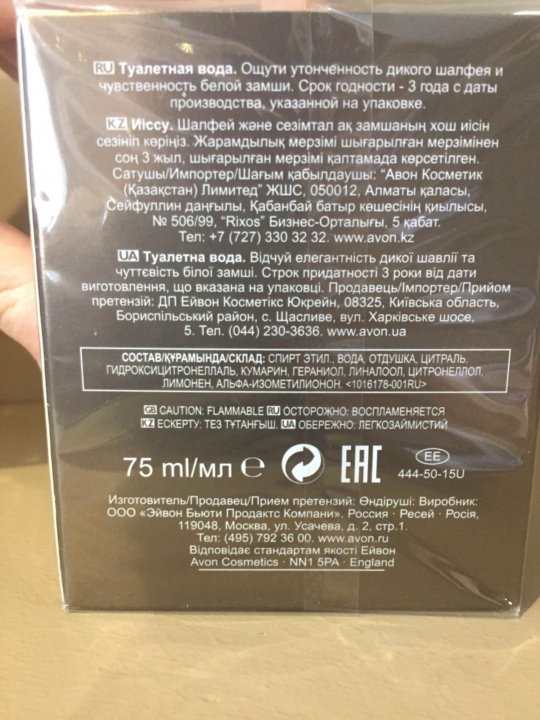 RU Туалетная вода. Ощути утонченность дикого шалфея и
чувственность белой замши. Срок годности - 3 года с даты
производства, указанной на упаковке.
KZ Иіссу. Шалфей және сезімтал ақ замшаның хош иісін
сезініп көріңіз. Жарамдылық мерзімі шығарылған мерзімінен
соң 3 жыл, шығарылған мерзімі қаптамада көрсетілген.
Сатушы/Импортер/Шағым қабылдаушы: “Авон Косметик
(Қазақстан) Лимитед” ЖШС, 050012, Алматы қаласы,
Сейфуллин даңғылы, Қабанбай батыр көшесінің қиылысы,
№ 506/99, “Rixos” Бизнес-Орталығы, 5 қабат.
Тел: +7 (727) 330 32 32. www.avon.kz
UA Туалетна вода. Відчуй елегантність дикої шавлії та
чуттєвість білої замші. Строк придатності 3 роки від дати
виготовлення, що вказана на упаковці. Продавець/Імпортер/Прийом
претензій: ДП Ейвон Косметікс Юкрейн, 08325, Київська область,
Бориспільський район, с. Щасливе, вул. Харківське шосе,
5. Тел. (044) 230-3636. www.avon.ua
СОСТАВ/ҚҰРАМЫНДА/СКЛАД: СПИРТ ЭТИЛ., ВОДА, ОТДУШКА, ЦИТРАЛЬ,
ГИДРОКСИЦИТРОНЕЛЛАЛЬ, КУМАРИН, ГЕРАНИОЛ, ЛИНАЛООЛ, ЦИТРОНЕЛЛОЛ,
ЛИМОНЕН, АЛЬФА-ИЗОМЕТИЛИОНОН. <1016178-001RU>
GB CAUTION: FLAMMABLE RU ОСТОРОЖНО: ВОСПЛАМЕНЯЕТСЯ
KZ ЕСКЕРТУ: ТЕЗ ТҰТАНҒЫШ. UA ОБЕРЕЖНО: ЛЕГКОЗАЙМИСТИЙ
75 ml/мл e EAC EE
444-50-15U
Изготовитель/Продавец/Прием претензий: Өндіруші: Виробник:
ООО «Эйвон Бьюти Продактс Компани». Россия · Ресей · Росія,
119048, Москва, ул. Усачева, д. 2, стр.1.
Тел: (495) 792 36 00. www.avon.ru
Відповідає стандартам якості Ейвон
Avon Cosmetics · NN1 5PA · England